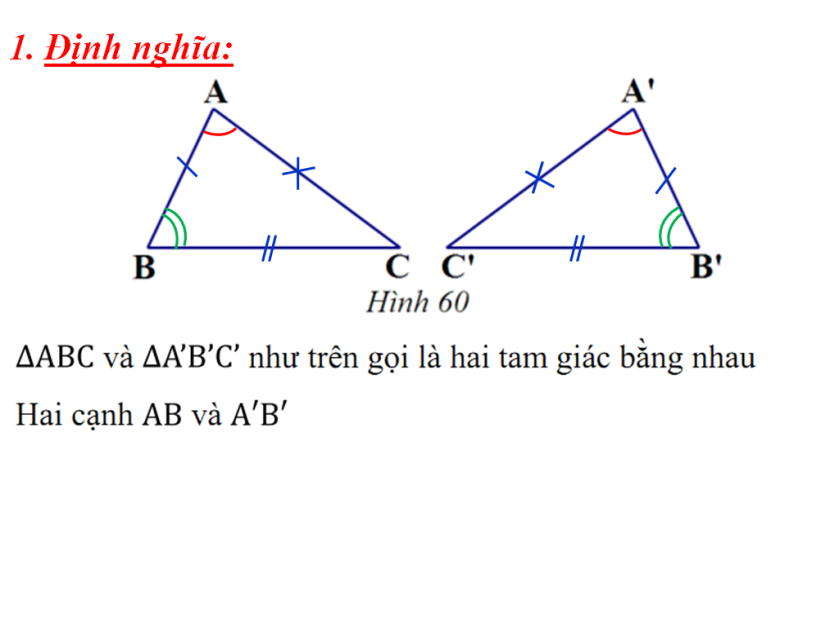 1. Định nghĩa:
A A'
B C C' B'
Hình 60
ΔABC và ΔA’B’C’ như trên gọi là hai tam giác bằng nhau
Hai cạnh AB và A′B′